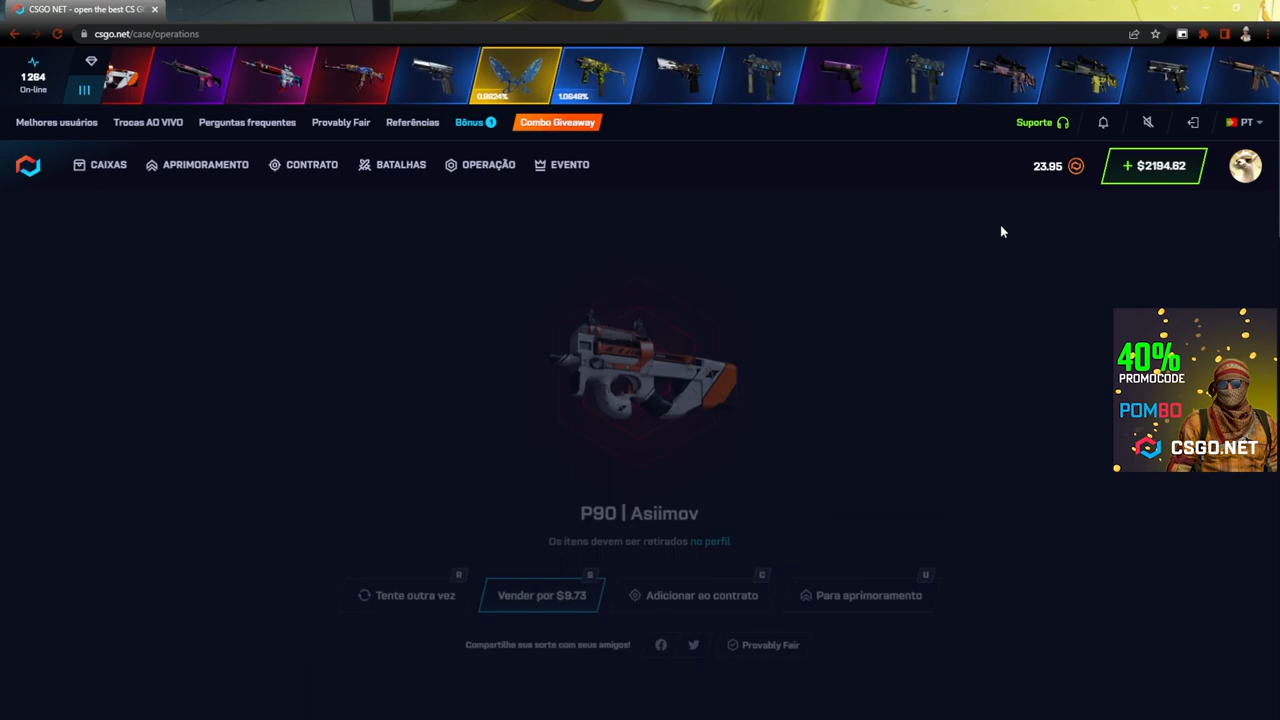 CSGO NET - open the best CS G
csgo.net/case/operations
1 264
On-line
0.8624%
1.0649%
Melhores usuários Trocas AO VIVO Perguntas frequentes Provably Fair Referências Bônus 1 Combo Giveaway Suporte PT
CAIXAS APRIMORAMENTO CONTRATO BATALHAS OPERAÇÃO EVENTO 23.95 + $2194.62
40%
PROMOCODE
POMBO
CSGO.NET
P90 | Asiimov
Os itens devem ser retirados no perfil
R S C U
Tente outra vez Vender por $9.73 Adicionar ao contrato Para aprimoramento
Compartilhe sua sorte com seus amigos! Provably Fair